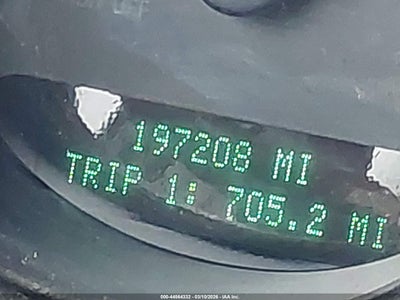 197208 MI
TRIP 1: 705.2 MI
000-44664333 - 03/10/2026 - IAA Inc.